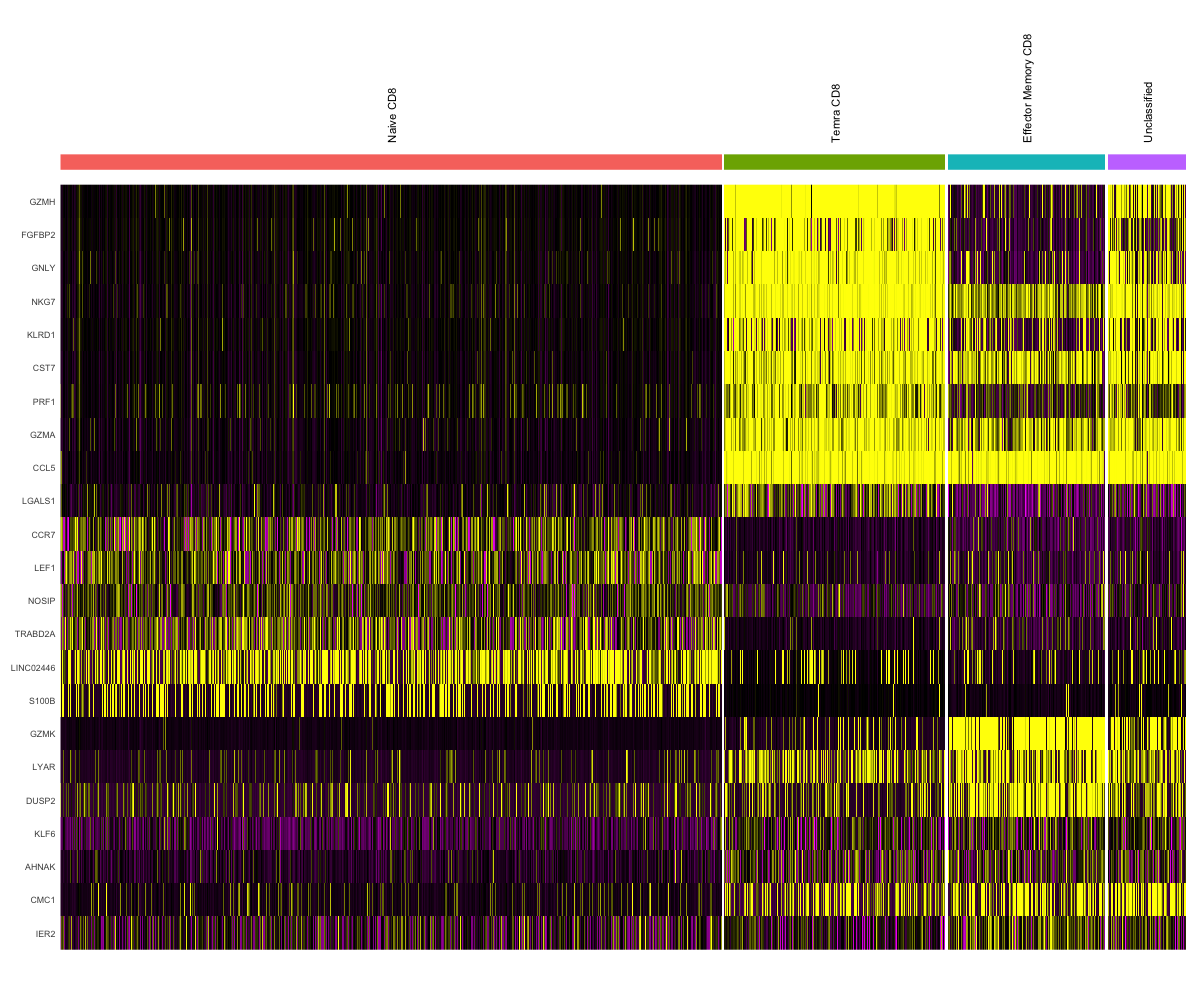 Naive CD8
Temra CD8
Effector Memory CD8
Unclassified
GZMH
FGFBP2
GNLY
NKG7
KLRD1
CST7
PRF1
GZMA
CCL5
LGALS1
CCR7
LEF1
NOSIP
TRABD2A
LINC02446
S100B
GZMK
LYAR
DUSP2
KLF6
AHNAK
CMC1
IER2